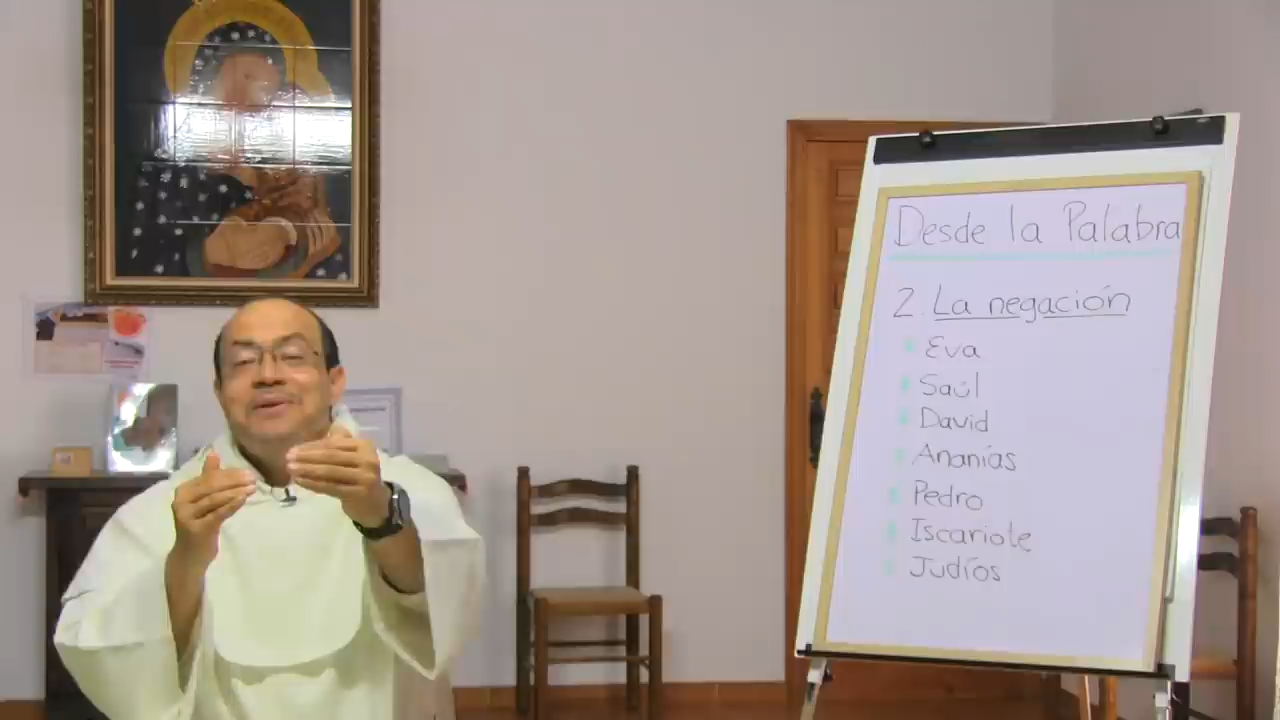 Desde la Palabra
2. La negación
Eva
Saúl
David
Ananías
Pedro
Iscariote
Judíos